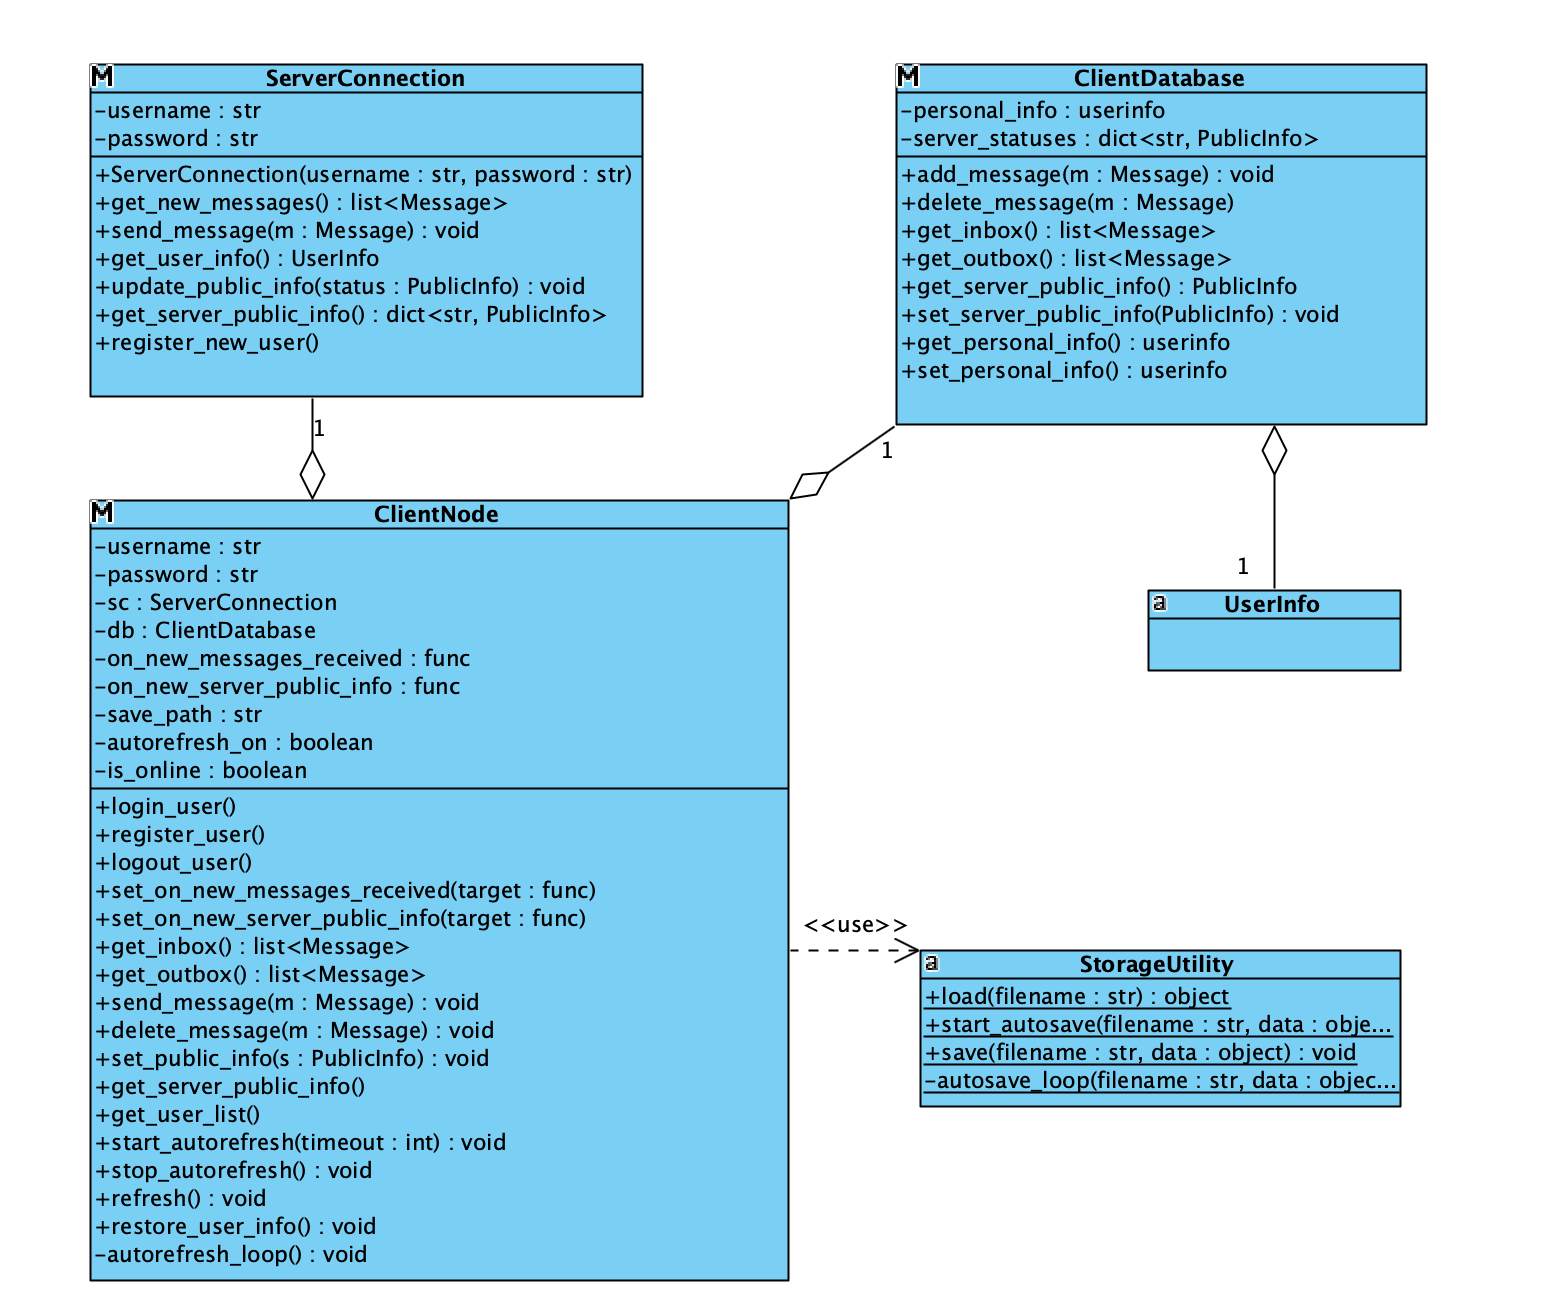 M ServerConnection
-username : str
-password : str
+ServerConnection(username : str, password : str)
+get_new_messages() : list<Message>
+send_message(m : Message) : void
+get_user_info() : UserInfo
+update_public_info(status : PublicInfo) : void
+get_server_public_info() : dict<str, PublicInfo>
+register_new_user()
1
M ClientDatabase
-personal_info : userinfo
-server_statuses : dict<str, PublicInfo>
+add_message(m : Message) : void
+delete_message(m : Message)
+get_inbox() : list<Message>
+get_outbox() : list<Message>
+get_server_public_info() : PublicInfo
+set_server_public_info(PublicInfo) : void
+get_personal_info() : userinfo
+set_personal_info() : userinfo
1
1
M ClientNode
-username : str
-password : str
-sc : ServerConnection
-db : ClientDatabase
-on_new_messages_received : func
-on_new_server_public_info : func
-save_path : str
-autorefresh_on : boolean
-is_online : boolean
+login_user()
+register_user()
+logout_user()
+set_on_new_messages_received(target : func)
+set_on_new_server_public_info(target : func)
+get_inbox() : list<Message>
+get_outbox() : list<Message>
+send_message(m : Message) : void
+delete_message(m : Message) : void
+set_public_info(s : PublicInfo) : void
+get_server_public_info()
+get_user_list()
+start_autorefresh(timeout : int) : void
+stop_autorefresh() : void
+refresh() : void
+restore_user_info() : void
-autorefresh_loop() : void
a UserInfo
<<use>>
a StorageUtility
+load(filename : str) : object
+start_autosave(filename : str, data : obje...
+save(filename : str, data : object) : void
-autosave_loop(filename : str, data : objec...